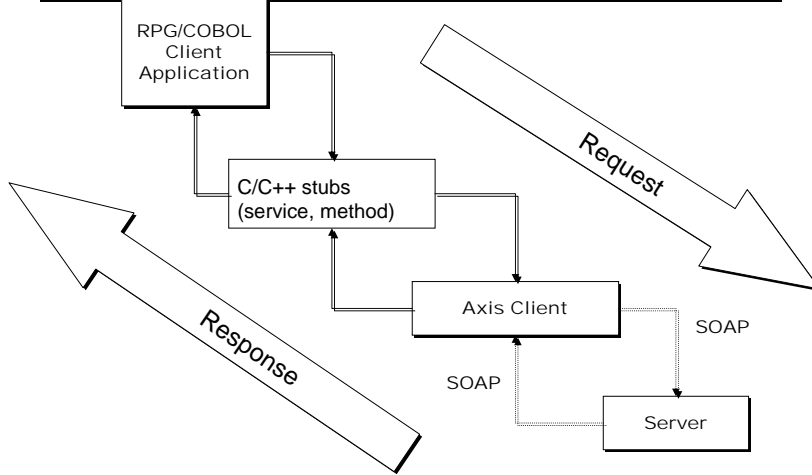 RPG/COBOL
Client
Application
Request
C/C++ stubs
(service, method)
Axis Client
SOAP
Response
SOAP
Server